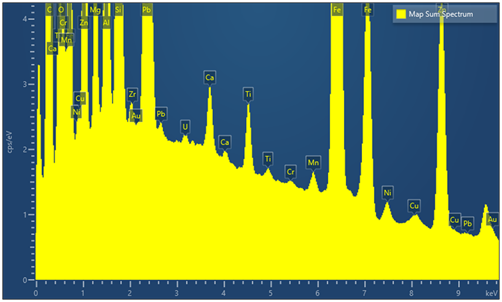 4
3
2
1
0
cps/eV
C
O
Mg
Si
Pb
Fe
Fe
Map Sum Spectrum
Cr
Zn
Al
Mn
Ca
Cu
Ni
Zr
Au
Pb
U
Ca
Ca
Ti
Ti
Cr
Mn
Ni
Cu
Cu
Pb
Au
0 1 2 3 4 5 6 7 8 9 keV